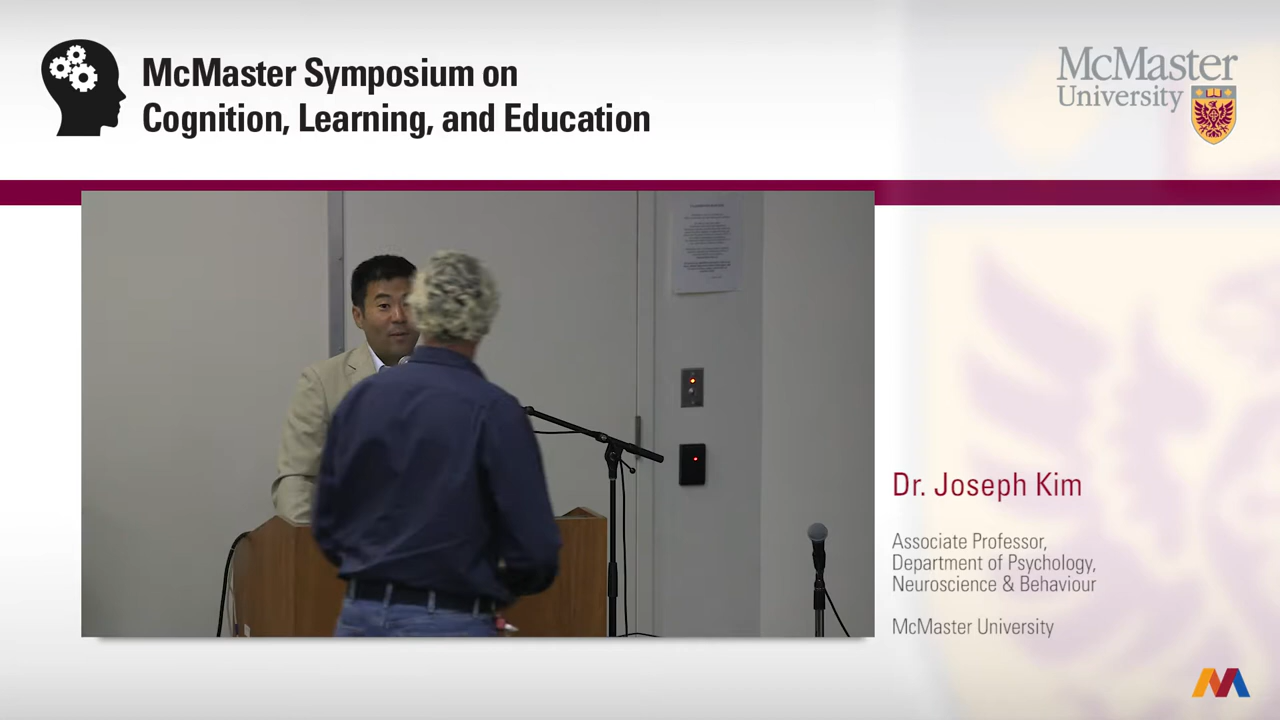 McMaster Symposium on
Cognition, Learning, and Education
McMaster
University
Dr. Joseph Kim
Associate Professor,
Department of Psychology,
Neuroscience & Behaviour
McMaster University